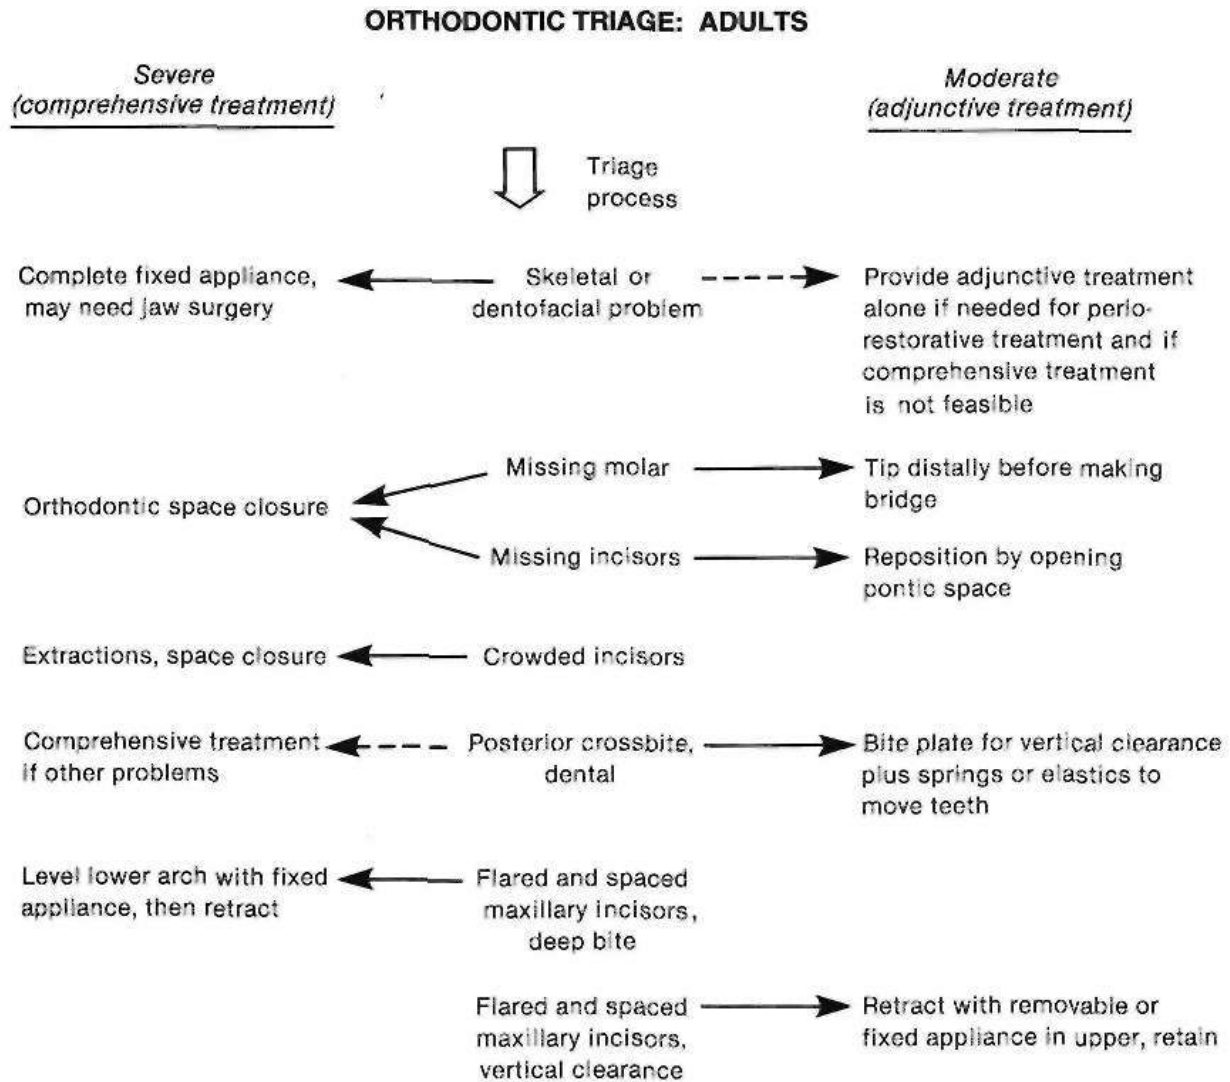 ORTHODONTIC TRIAGE: ADULTS
Severe
(comprehensive treatment)
Moderate
(adjunctive treatment)
Triage
process
Complete fixed appliance,
may need jaw surgery
Skeletal or
dentofacial problem
Provide adjunctive treatment
alone if needed for perio-
restorative treatment and if
comprehensive treatment
is not feasible
Orthodontic space closure
Missing molar
Tip distally before making
bridge
Missing incisors
Reposition by opening
pontic space
Extractions, space closure
Crowded incisors
Comprehensive treatment
if other problems
Posterior crossbite,
dental
Bite plate for vertical clearance
plus springs or elastics to
move teeth
Level lower arch with fixed
appliance, then retract
Flared and spaced
maxillary incisors,
deep bite
Flared and spaced
maxillary incisors,
vertical clearance
Retract with removable or
fixed appliance in upper, retain